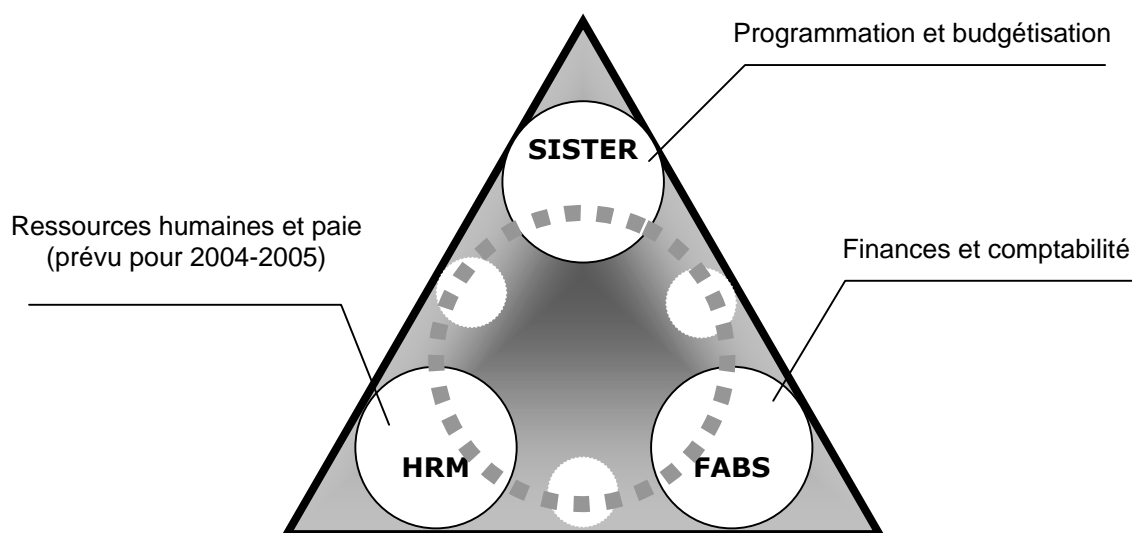 Programmation et budgétisation
SISTER
Ressources humaines et paie
(prévu pour 2004-2005)
Finances et comptabilité
HRM
FABS